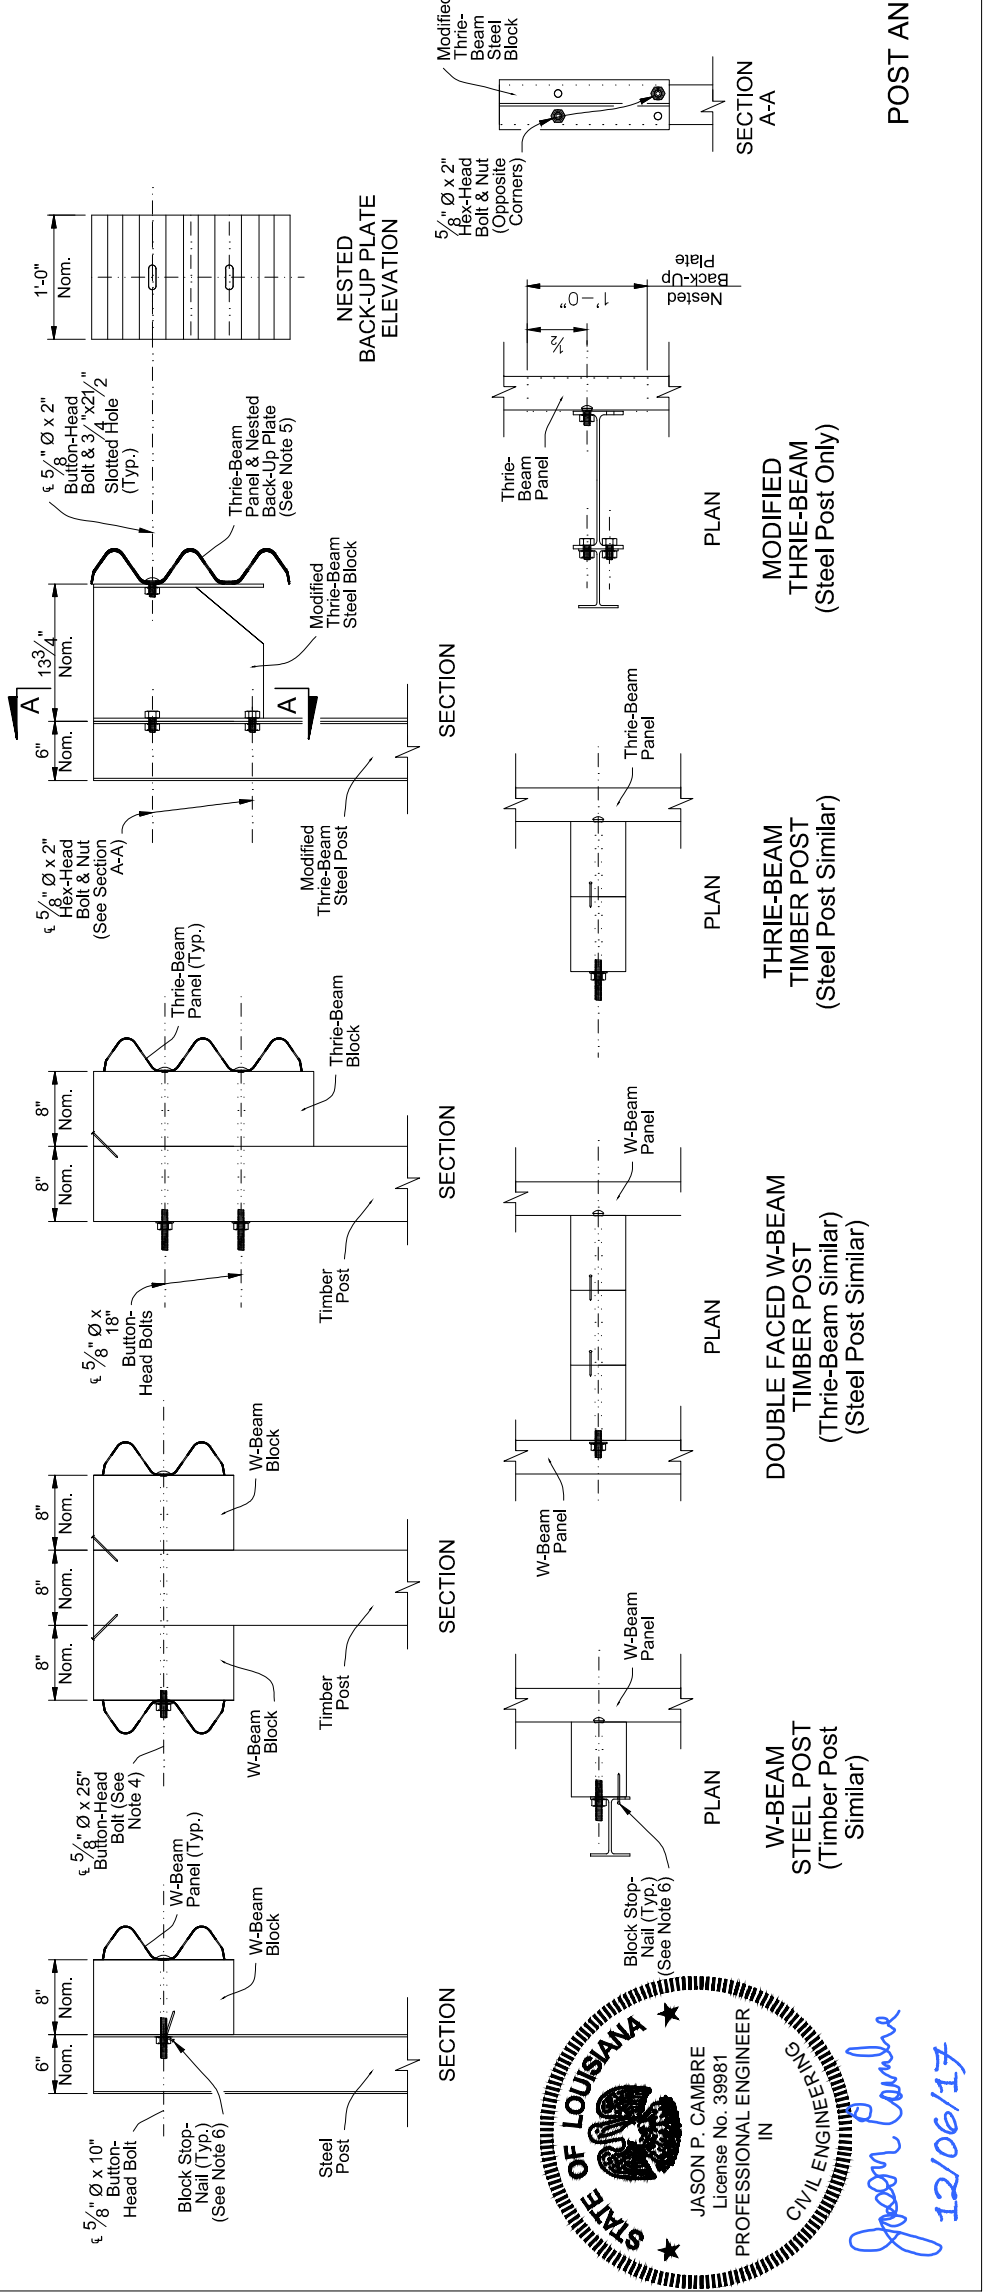 ℄ 5/8" Ø x 10"
Button-
Head Bolt
6"
Nom.
8"
Nom.
W-Beam
Panel (Typ.)
W-Beam
Block
Block Stop-
Nail (Typ.)
(See Note 6)
Steel
Post
SECTION
℄ 5/8" Ø x 25"
Button-Head
Bolt (See
Note 4)
8"
Nom.
8"
Nom.
8"
Nom.
W-Beam
Block
W-Beam
Block
Timber
Post
SECTION
℄ 5/8" Ø x
18"
Button-
Head Bolts
8"
Nom.
8"
Nom.
Thrie-Beam
Panel (Typ.)
Thrie-Beam
Block
Timber
Post
SECTION
℄ 5/8" Ø x 2"
Hex-Head
Bolt & Nut
(See Section
A-A)
6"
Nom.
13 3/4"
Nom.
A
A
℄ 5/8" Ø x 2"
Button-Head
Bolt & 3/4"x2 1/2"
Slotted Hole
(Typ.)
Thrie-Beam
Panel & Nested
Back-Up Plate
(See Note 5)
Modified
Thrie-Beam
Steel Block
Modified
Thrie-Beam
Steel Post
SECTION
1'-0"
Nom.
NESTED
BACK-UP PLATE
ELEVATION
STATE OF LOUISIANA
JASON P. CAMBRE
License No. 39981
PROFESSIONAL ENGINEER
IN
CIVIL ENGINEERING
Jason Cambre
12/06/17
Block Stop-
Nail (Typ.)
(See Note 6)
W-Beam
Panel
PLAN
W-BEAM
STEEL POST
(Timber Post
Similar)
W-Beam
Panel
W-Beam
Panel
PLAN
DOUBLE FACED W-BEAM
TIMBER POST
(Thrie-Beam Similar)
(Steel Post Similar)
Thrie-Beam
Panel
PLAN
THRIE-BEAM
TIMBER POST
(Steel Post Similar)
Thrie-
Beam
Panel
1/2
1'-0"
Nested
Back-Up
Plate
PLAN
MODIFIED
THRIE-BEAM
(Steel Post Only)
5/8" Ø x 2"
Hex-Head
Bolt & Nut
(Opposite
Corners)
Modified
Thrie-
Beam
Steel
Block
SECTION
A-A
POST AN